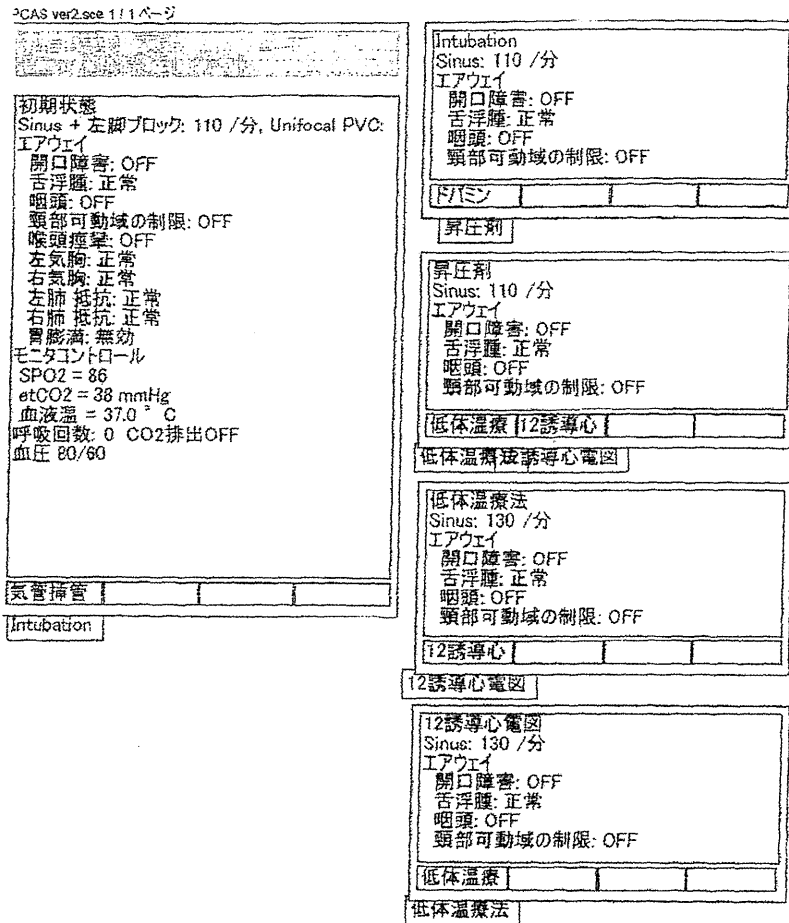 PCAS ver2.sce 1 / 1 ページ
初期状態
Sinus + 左脚ブロック: 110 /分, Unifocal PVC:
エアウェイ
開口障害: OFF
舌浮腫: 正常
咽頭: OFF
頸部可動域の制限: OFF
喉頭痙攣: OFF
左気胸: 正常
右気胸: 正常
左肺 抵抗: 正常
右肺 抵抗: 正常
胃膨満: 無効
モニタコントロール
SPO2 = 86
etCO2 = 38 mmHg
血液温 = 37.0 ° C
呼吸回数: 0 CO2排出OFF
血圧 80/60
気管挿管
Intubation
Intubation
Sinus: 110 /分
エアウェイ
開口障害: OFF
舌浮腫: 正常
咽頭: OFF
頸部可動域の制限: OFF
ドパミン
昇圧剤
昇圧剤
Sinus: 110 /分
エアウェイ
開口障害: OFF
舌浮腫: 正常
咽頭: OFF
頸部可動域の制限: OFF
低体温療 12誘導心
低体温療法誘導心電図
低体温療法
Sinus: 130 /分
エアウェイ
開口障害: OFF
舌浮腫: 正常
咽頭: OFF
頸部可動域の制限: OFF
12誘導心
12誘導心電図
12誘導心電図
Sinus: 130 /分
エアウェイ
開口障害: OFF
舌浮腫: 正常
咽頭: OFF
頸部可動域の制限: OFF
低体温療
低体温療法